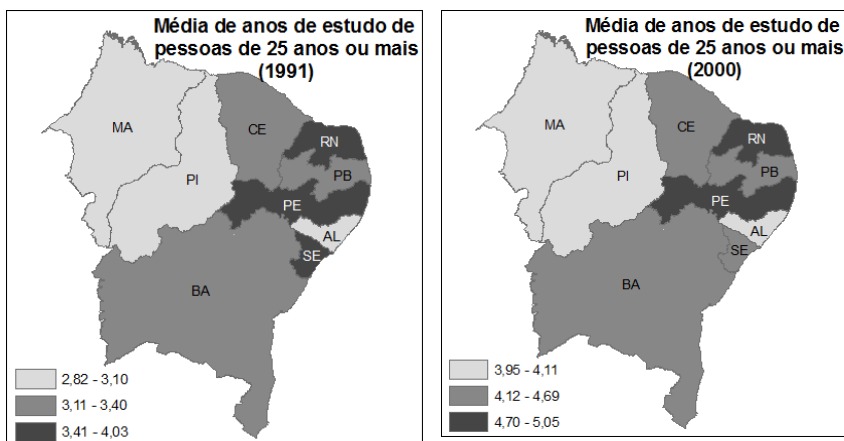 Média de anos de estudo de
pessoas de 25 anos ou mais
(1991)
MA
CE
RN
PB
PI
PE
AL
SE
BA
2,82 - 3,10
3,11 - 3,40
3,41 - 4,03
Média de anos de estudo de
pessoas de 25 anos ou mais
(2000)
MA
CE
RN
PB
PI
PE
AL
SE
BA
3,95 - 4,11
4,12 - 4,69
4,70 - 5,05